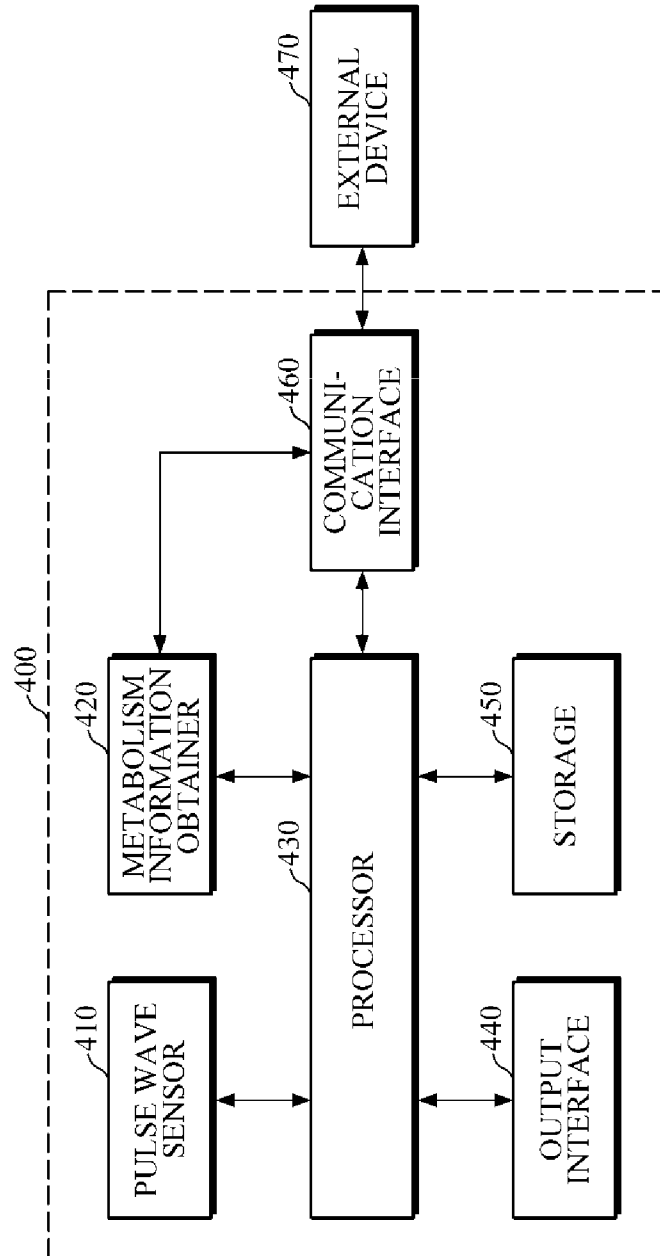 400
410
PULSE WAVE
SENSOR
420
METABOLISM
INFORMATION
OBTAINER
430
PROCESSOR
460
COMMUNI-
CATION
INTERFACE
470
EXTERNAL
DEVICE
440
OUTPUT
INTERFACE
450
STORAGE